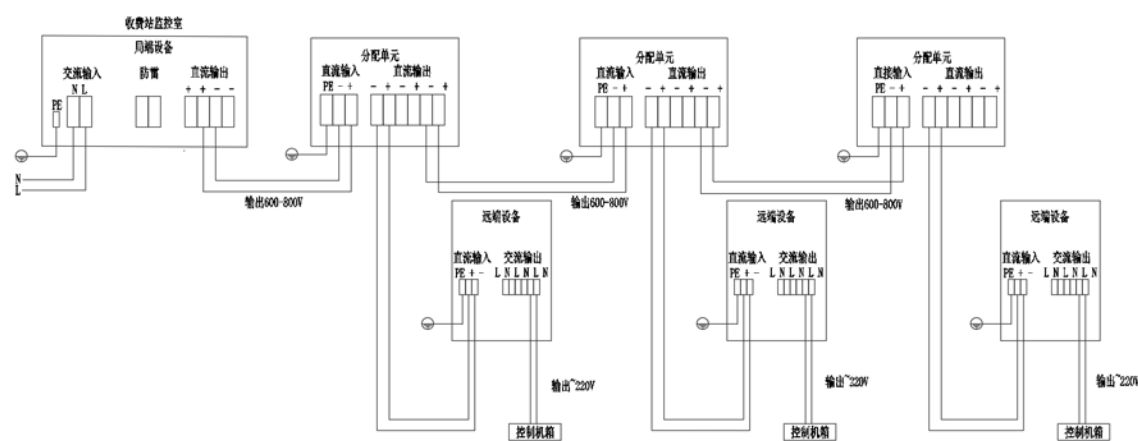 收费站监控室
局端设备
交流输入 防雷 直流输出
N L + + - -
PE
N
L
分配单元
直流输入 直流输出
PE - + - + - + - +
分配单元
直流输入 直流输出
PE - + - + - + - +
分配单元
直接输入 直流输出
PE - + - + - + - +
输出600-800V
输出600-800V
输出600-800V
远端设备
直流输入 交流输出
PE + - L N L N L N
输出~220V
控制机箱
远端设备
直流输入 交流输出
PE + - L N L N L N
输出~220V
控制机箱
远端设备
直流输入 交流输出
PE + - L N L N L N
输出~220V
控制机箱